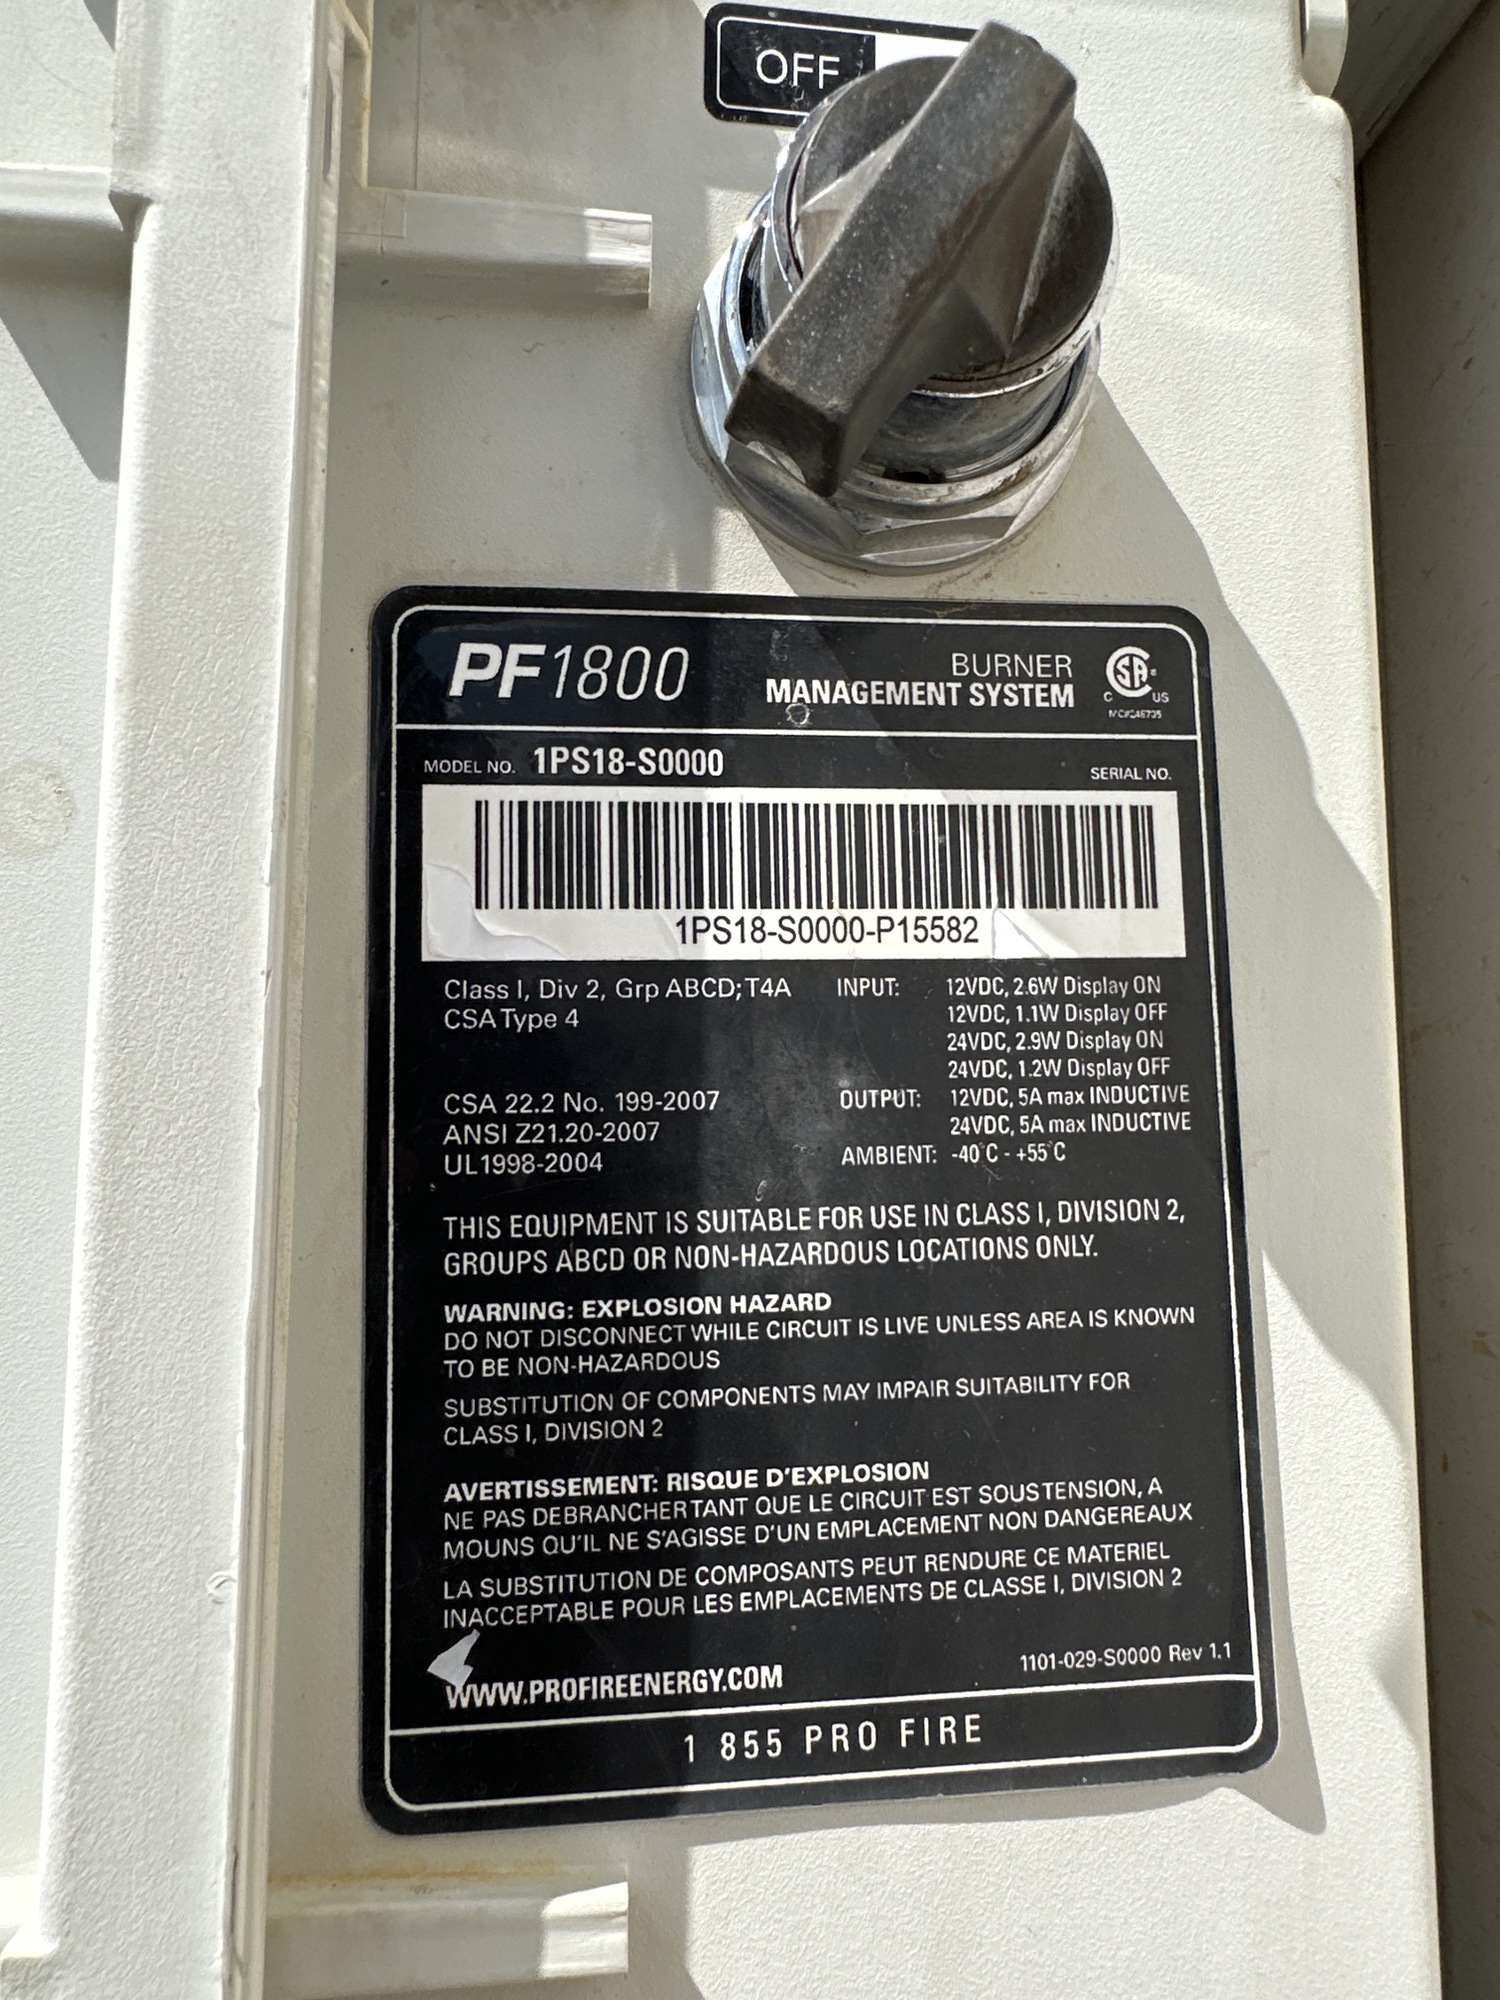 OFF
PF1800
BURNER
MANAGEMENT SYSTEM
C SA US
MODEL NO. 1PS18-S0000 SERIAL NO.
1PS18-S0000-P15582
Class I, Div 2, Grp ABCD; T4A
CSA Type 4
CSA 22.2 No. 199-2007
ANSI Z21.20-2007
UL1998-2004
INPUT: 12VDC, 2.6W Display ON
12VDC, 1.1W Display OFF
24VDC, 2.9W Display ON
24VDC, 1.2W Display OFF
OUTPUT: 12VDC, 5A max INDUCTIVE
24VDC, 5A max INDUCTIVE
AMBIENT: -40°C - +55°C
THIS EQUIPMENT IS SUITABLE FOR USE IN CLASS I, DIVISION 2,
GROUPS ABCD OR NON-HAZARDOUS LOCATIONS ONLY.
WARNING: EXPLOSION HAZARD
DO NOT DISCONNECT WHILE CIRCUIT IS LIVE UNLESS AREA IS KNOWN
TO BE NON-HAZARDOUS
SUBSTITUTION OF COMPONENTS MAY IMPAIR SUITABILITY FOR
CLASS I, DIVISION 2
AVERTISSEMENT: RISQUE D'EXPLOSION
NE PAS DEBRANCHER TANT QUE LE CIRCUIT EST SOUS TENSION, A
MOUNS QU'IL NE S'AGISSE D'UN EMPLACEMENT NON DANGEREAUX
LA SUBSTITUTION DE COMPOSANTS PEUT RENDURE CE MATERIEL
INACCEPTABLE POUR LES EMPLACEMENTS DE CLASSE I, DIVISION 2
WWW.PROFIREENERGY.COM
1101-029-S0000 Rev 1.1
1 855 PRO FIRE